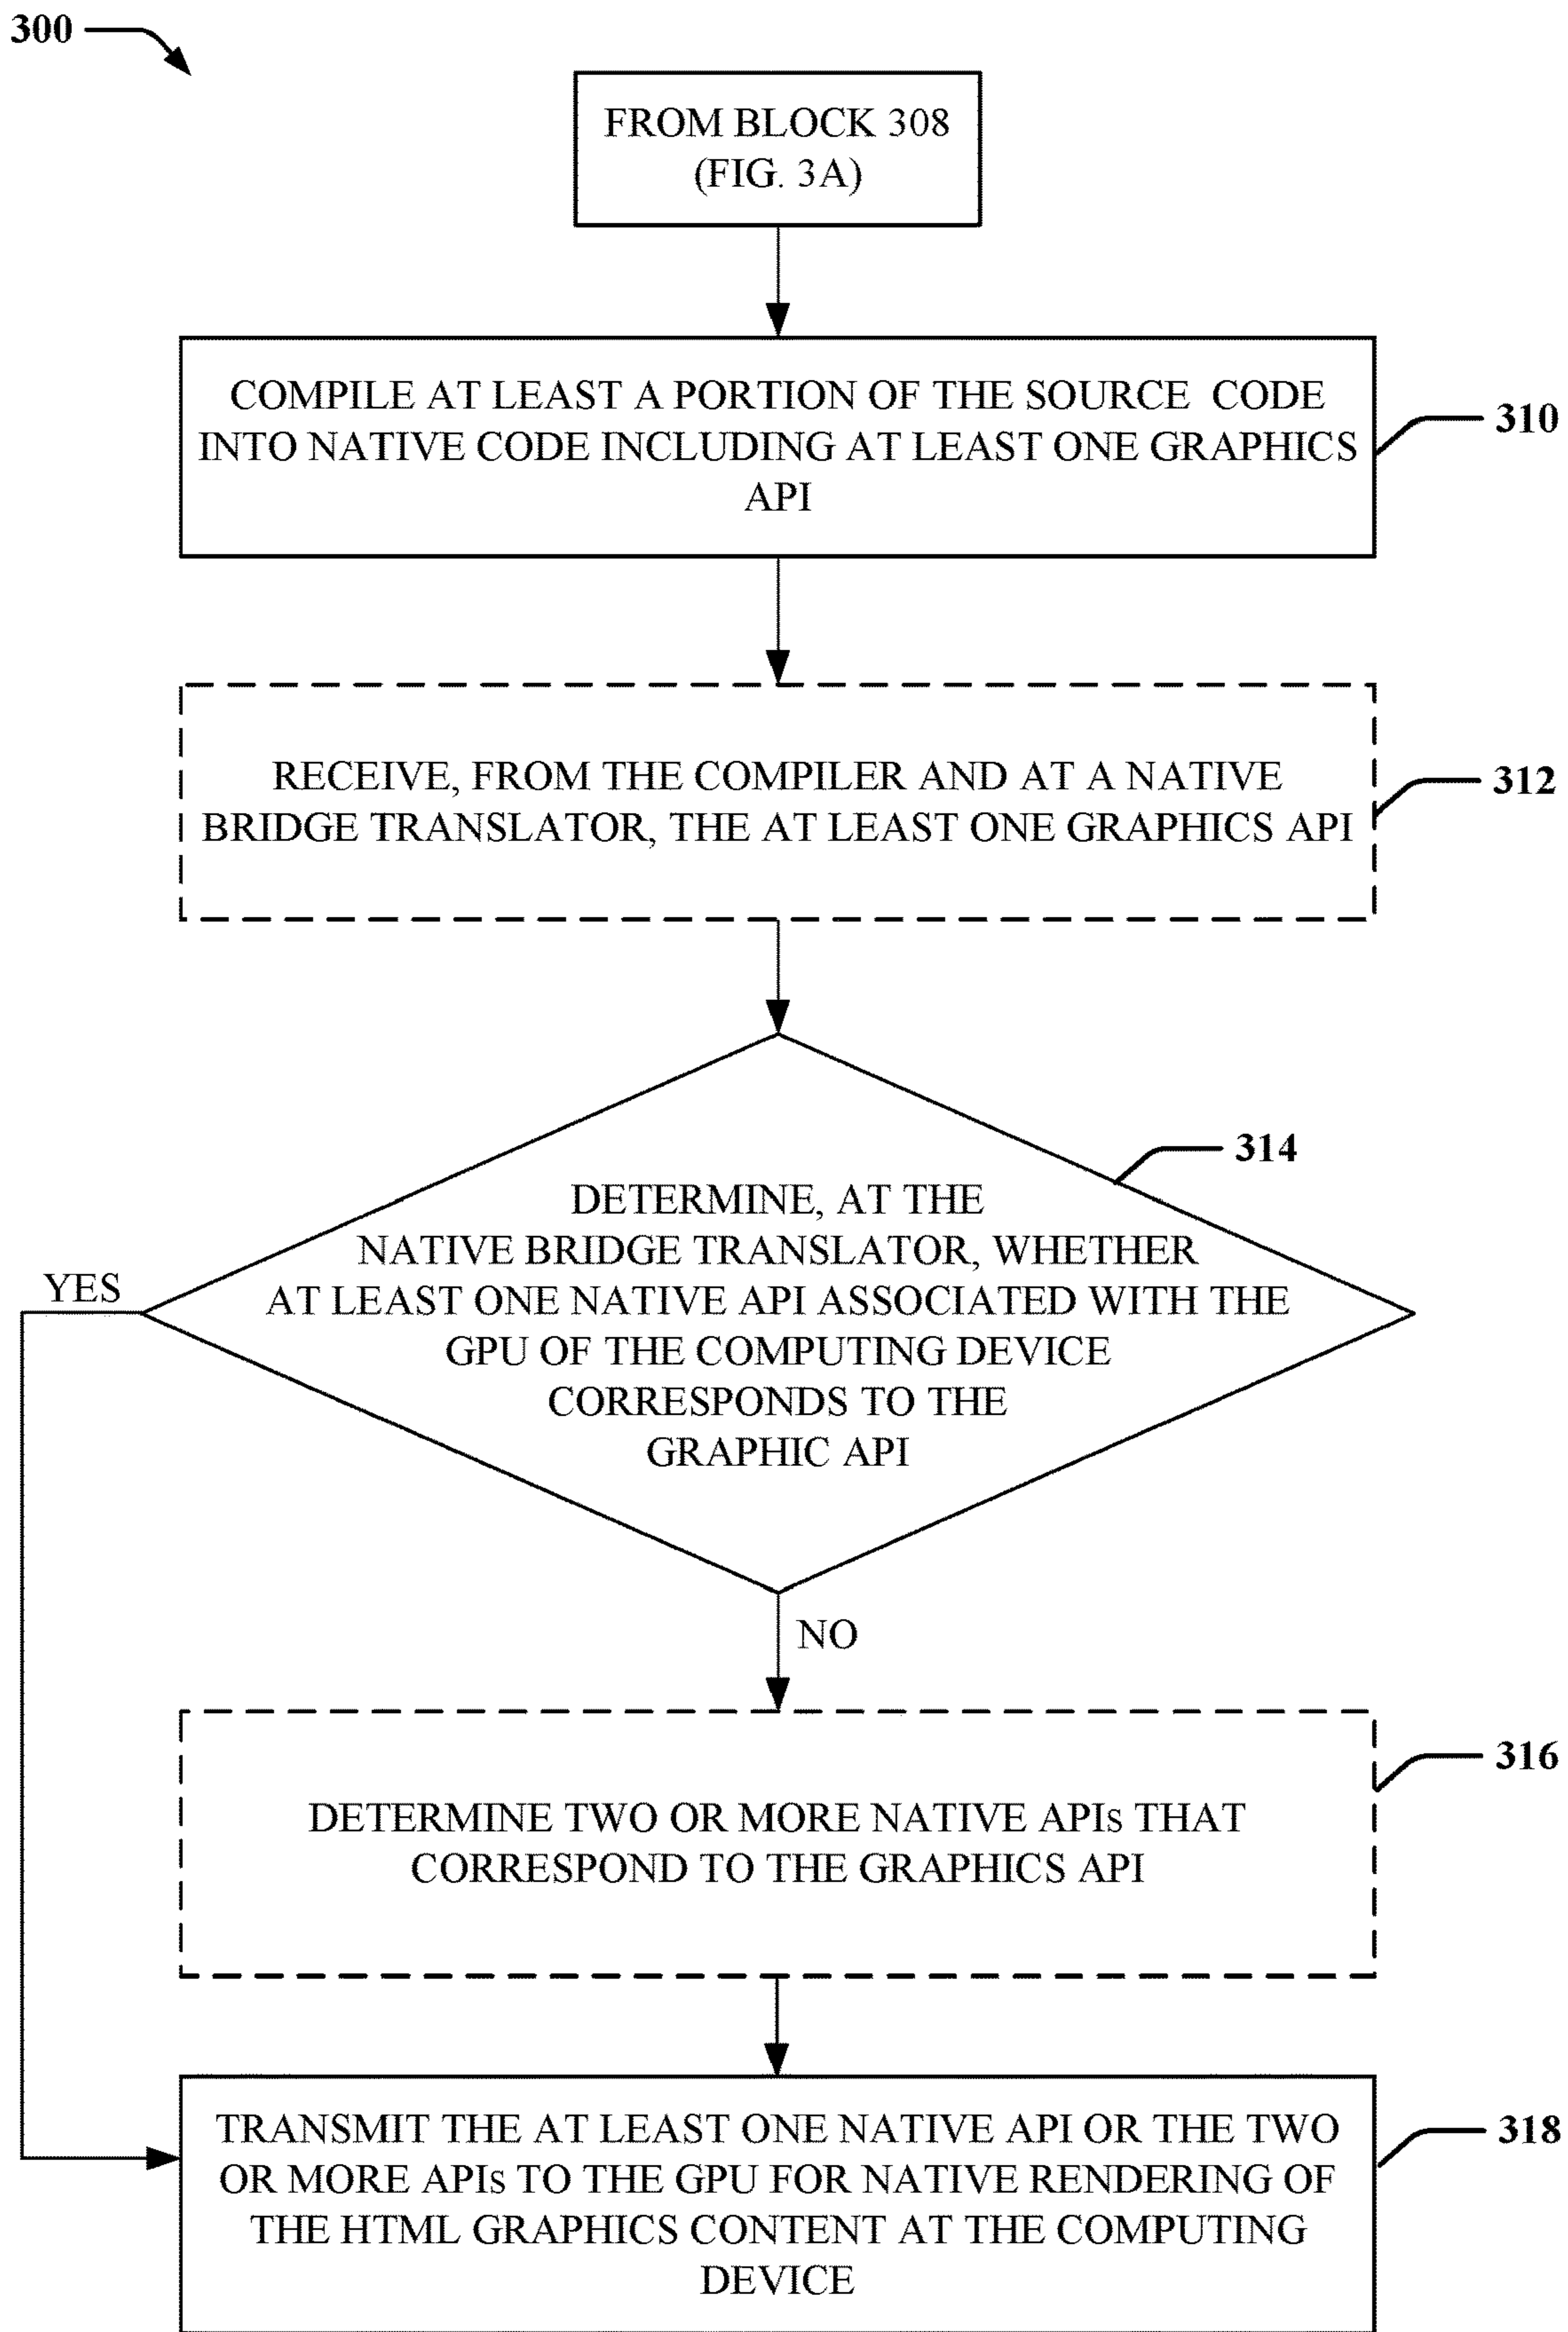 300
FROM BLOCK 308
(FIG. 3A)
COMPILE AT LEAST A PORTION OF THE SOURCE CODE
INTO NATIVE CODE INCLUDING AT LEAST ONE GRAPHICS
API
310
RECEIVE, FROM THE COMPILER AND AT A NATIVE
BRIDGE TRANSLATOR, THE AT LEAST ONE GRAPHICS API
312
314
DETERMINE, AT THE
NATIVE BRIDGE TRANSLATOR, WHETHER
AT LEAST ONE NATIVE API ASSOCIATED WITH THE
GPU OF THE COMPUTING DEVICE
CORRESPONDS TO THE
GRAPHIC API
YES
NO
316
DETERMINE TWO OR MORE NATIVE APIs THAT
CORRESPOND TO THE GRAPHICS API
TRANSMIT THE AT LEAST ONE NATIVE API OR THE TWO
OR MORE APIs TO THE GPU FOR NATIVE RENDERING OF
THE HTML GRAPHICS CONTENT AT THE COMPUTING
DEVICE
318